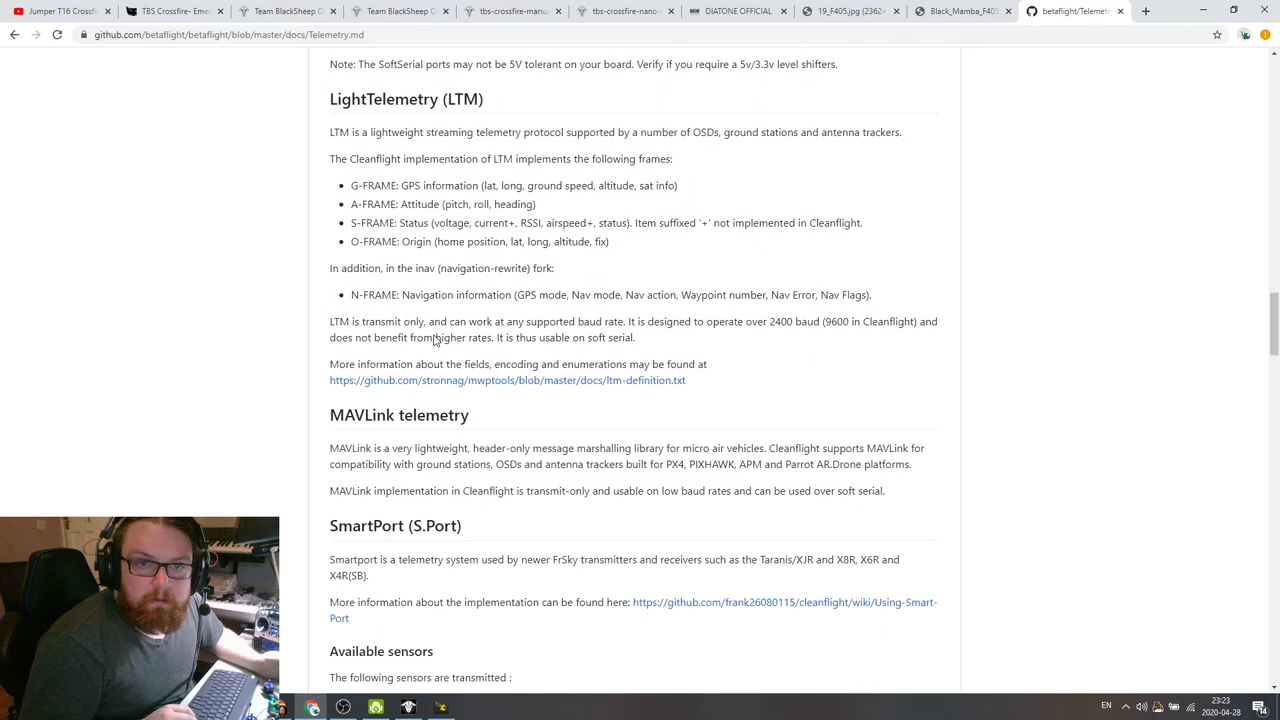 Jumper T16 Crossfi
TBS Crossfire- Eme
Team BlackSheep O
Team BlackSheep O
tbs-crossfire-manua
tbs-crossfire-nano-
DIATONE OFFICIAL
19_F405.jpg (2362×
Black_Mamba_F405
betaflight/Telemetr
github.com/betaflight/betaflight/blob/master/docs/Telemetry.md
Note: The SoftSerial ports may not be 5V tolerant on your board. Verify if you require a 5v/3.3v level shifters.
LightTelemetry (LTM)
LTM is a lightweight streaming telemetry protocol supported by a number of OSDs, ground stations and antenna trackers.
The Cleanflight implementation of LTM implements the following frames:
• G-FRAME: GPS information (lat, long, ground speed, altitude, sat info)
• A-FRAME: Attitude (pitch, roll, heading)
• S-FRAME: Status (voltage, current+, RSSI, airspeed+, status). Item suffixed '+' not implemented in Cleanflight.
• O-FRAME: Origin (home position, lat, long, altitude, fix)
In addition, in the inav (navigation-rewrite) fork:
• N-FRAME: Navigation information (GPS mode, Nav mode, Nav action, Waypoint number, Nav Error, Nav Flags).
LTM is transmit only, and can work at any supported baud rate. It is designed to operate over 2400 baud (9600 in Cleanflight) and
does not benefit from higher rates. It is thus usable on soft serial.
More information about the fields, encoding and enumerations may be found at
https://github.com/stronnag/mwptools/blob/master/docs/ltm-definition.txt
MAVLink telemetry
MAVLink is a very lightweight, header-only message marshalling library for micro air vehicles. Cleanflight supports MAVLink for
compatibility with ground stations, OSDs and antenna trackers built for PX4, PIXHAWK, APM and Parrot AR.Drone platforms.
MAVLink implementation in Cleanflight is transmit-only and usable on low baud rates and can be used over soft serial.
SmartPort (S.Port)
Smartport is a telemetry system used by newer FrSky transmitters and receivers such as the Taranis/XJR and X8R, X6R and
X4R(SB).
More information about the implementation can be found here: https://github.com/frank26080115/cleanflight/wiki/Using-Smart-
Port
Available sensors
The following sensors are transmitted :
EN
23:23
2020-04-28
14